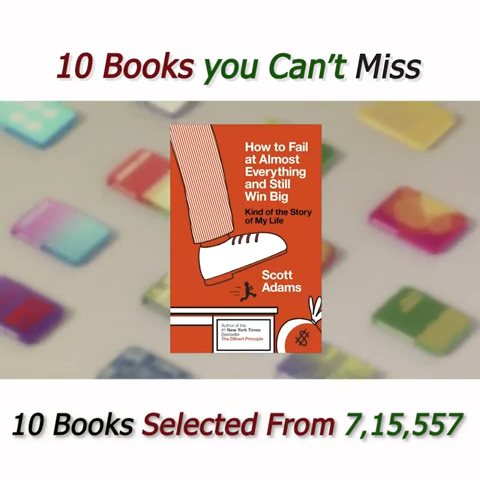 10 Books you Can't Miss
How to Fail
at Almost
Everything
and Still
Win Big
Kind of the Story
of My Life
Scott
Adams
Author of the
#1 New York Times
Bestseller
The Dilbert Principle
10 Books Selected From 7,15,557